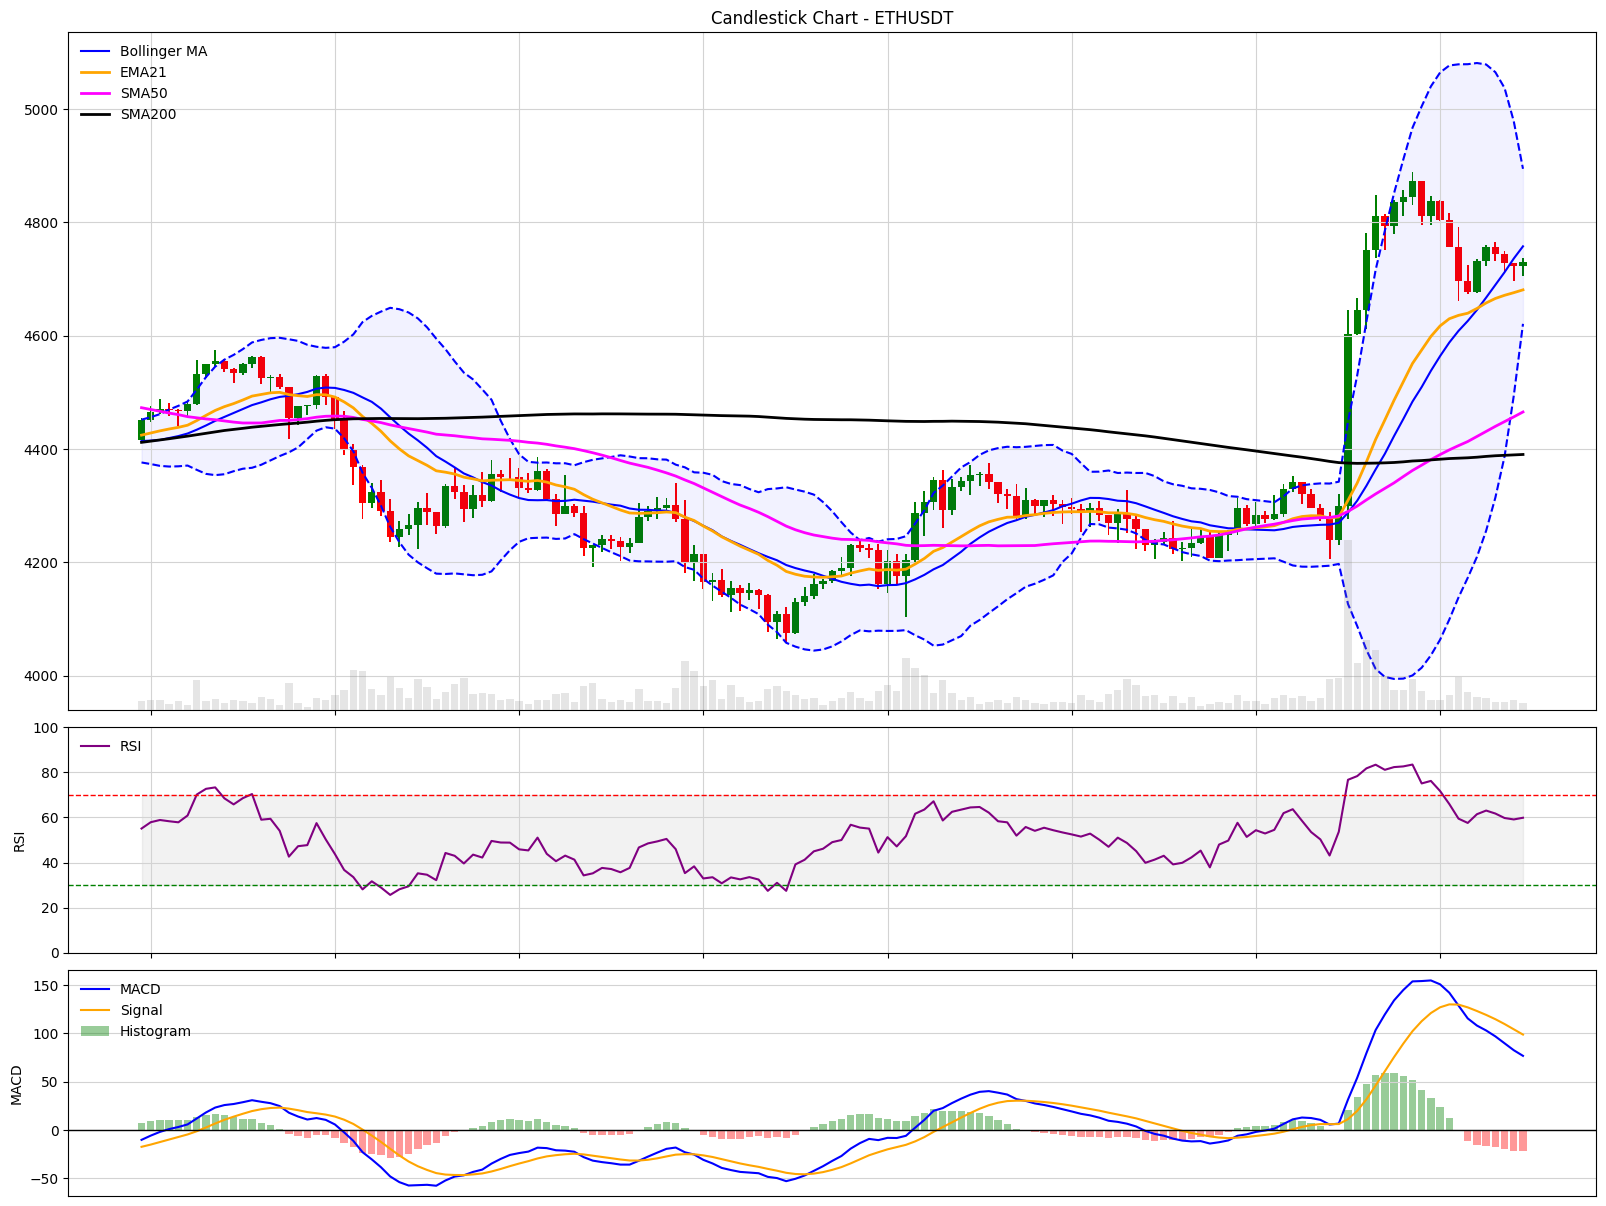 Candlestick Chart - ETHUSDT
Bollinger MA
EMA21
SMA50
SMA200
5000
4800
4600
4400
4200
4000
RSI
100
80
60
40
20
0
RSI
MACD
Signal
Histogram
150
100
50
0
−50
MACD